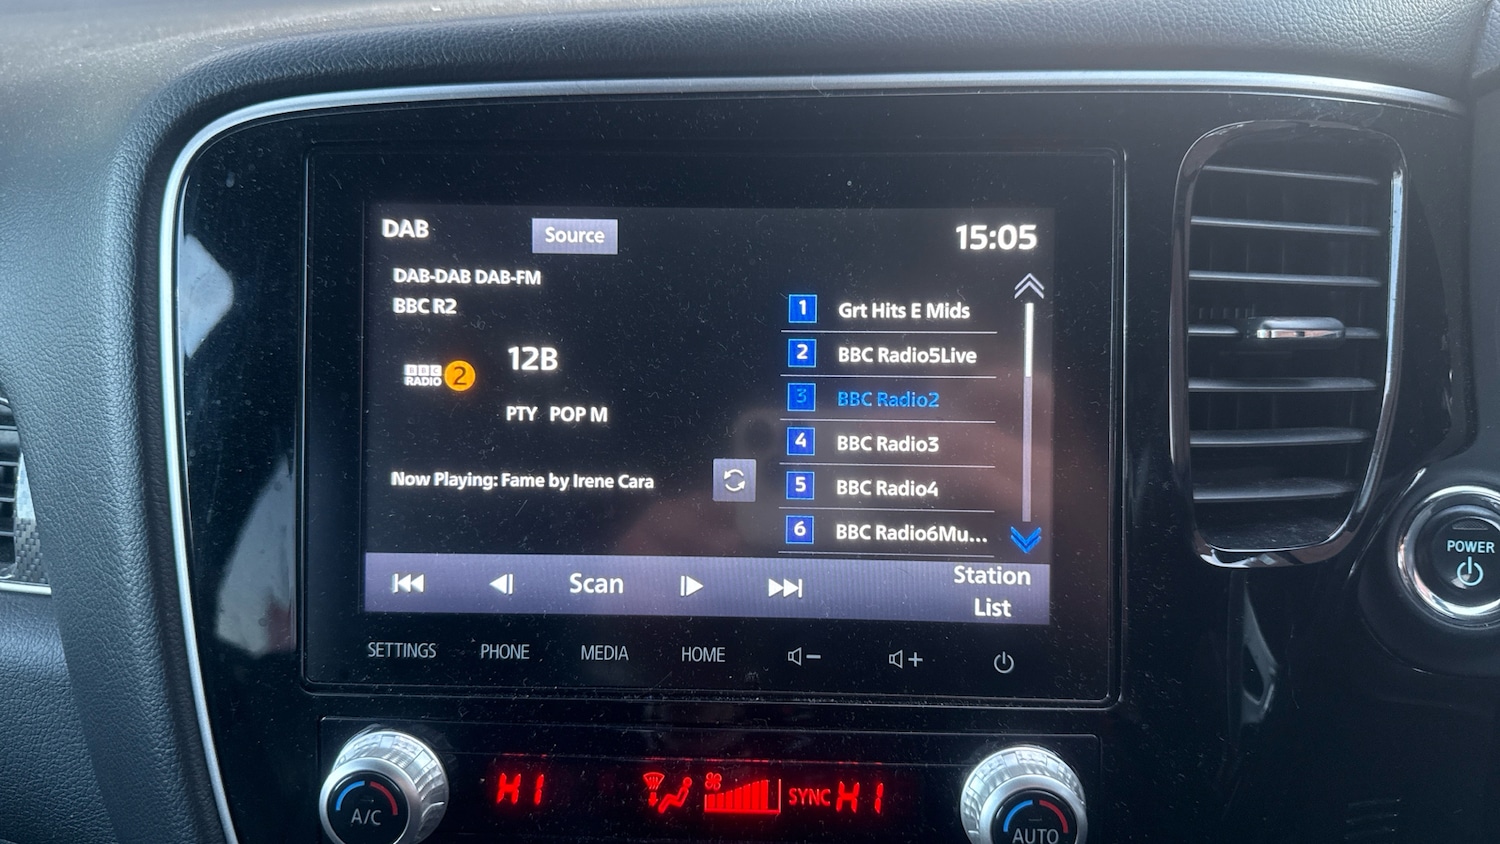 DAB
Source
15:05
DAB-DAB DAB-FM
BBC R2
BBC
RADIO 2
12B
PTY POP M
Now Playing: Fame by Irene Cara
1 Grt Hits E Mids
2 BBC Radio5Live
3 BBC Radio2
4 BBC Radio3
5 BBC Radio4
6 BBC Radio6Mu...
Scan
Station
List
SETTINGS PHONE MEDIA HOME
POWER
HI SYNC HI
A/C
AUTO